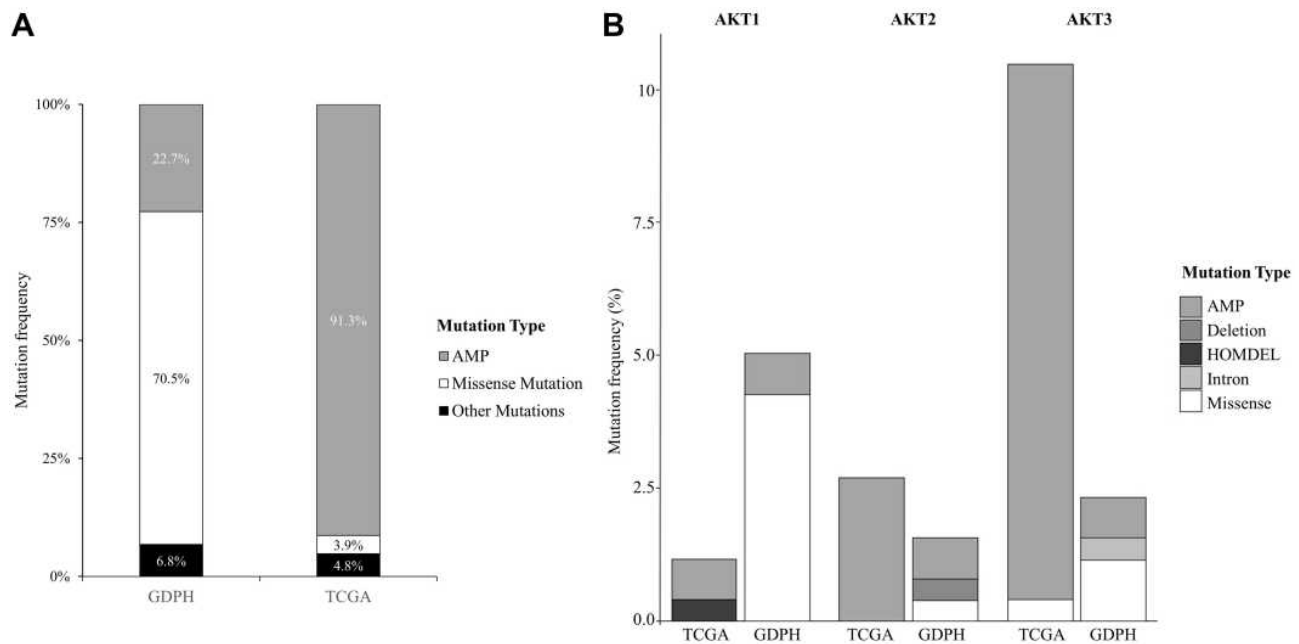 A
Mutation frequency
100%
75%
50%
25%
0%
22.7%
70.5%
6.8%
91.3%
3.9%
4.8%
GDPH
TCGA
Mutation Type
AMP
Missense Mutation
Other Mutations
B
AKT1
AKT2
AKT3
Mutation frequency (%)
10
7.5
5.0
2.5
0.0
TCGA
GDPH
TCGA
GDPH
TCGA
GDPH
Mutation Type
AMP
Deletion
HOMDEL
Intron
Missense